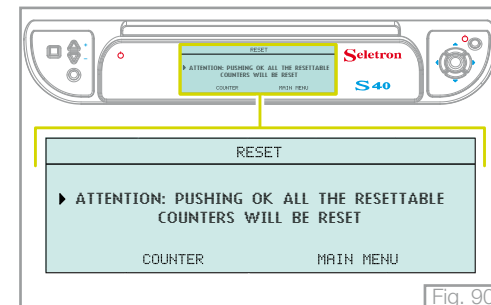 RESET
ATTENTION: PUSHING OK ALL THE RESETTABLE
COUNTERS WILL BE RESET
COUNTER MAIN MENU
Seletron
S40
RESET
ATTENTION: PUSHING OK ALL THE RESETTABLE
COUNTERS WILL BE RESET
COUNTER MAIN MENU
Fig. 90